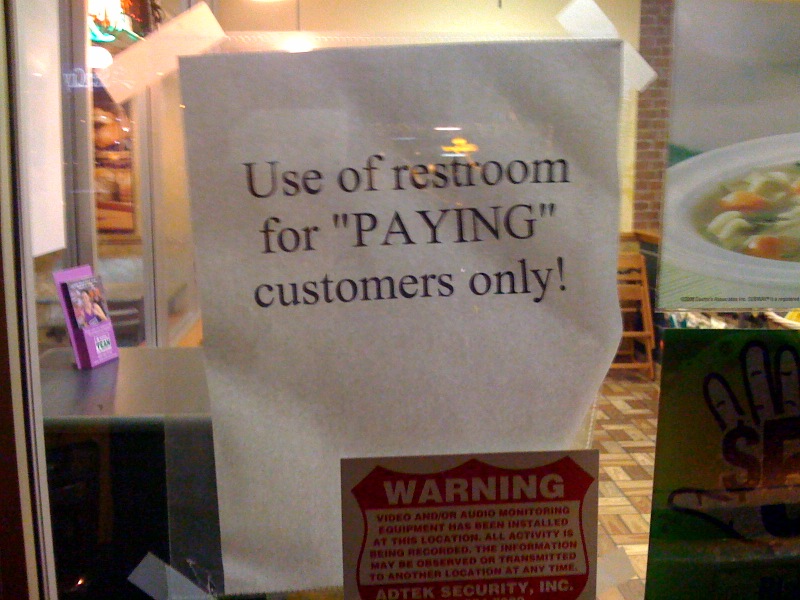 Use of restroom
for "PAYING"
customers only!
WARNING
VIDEO AND/OR AUDIO MONITORING
EQUIPMENT HAS BEEN INSTALLED
AT THIS LOCATION. ALL ACTIVITY IS
BEING RECORDED. THE INFORMATION
MAY BE OBSERVED OR TRANSMITTED
TO ANOTHER LOCATION AT ANY TIME.
ADTEK SECURITY, INC.